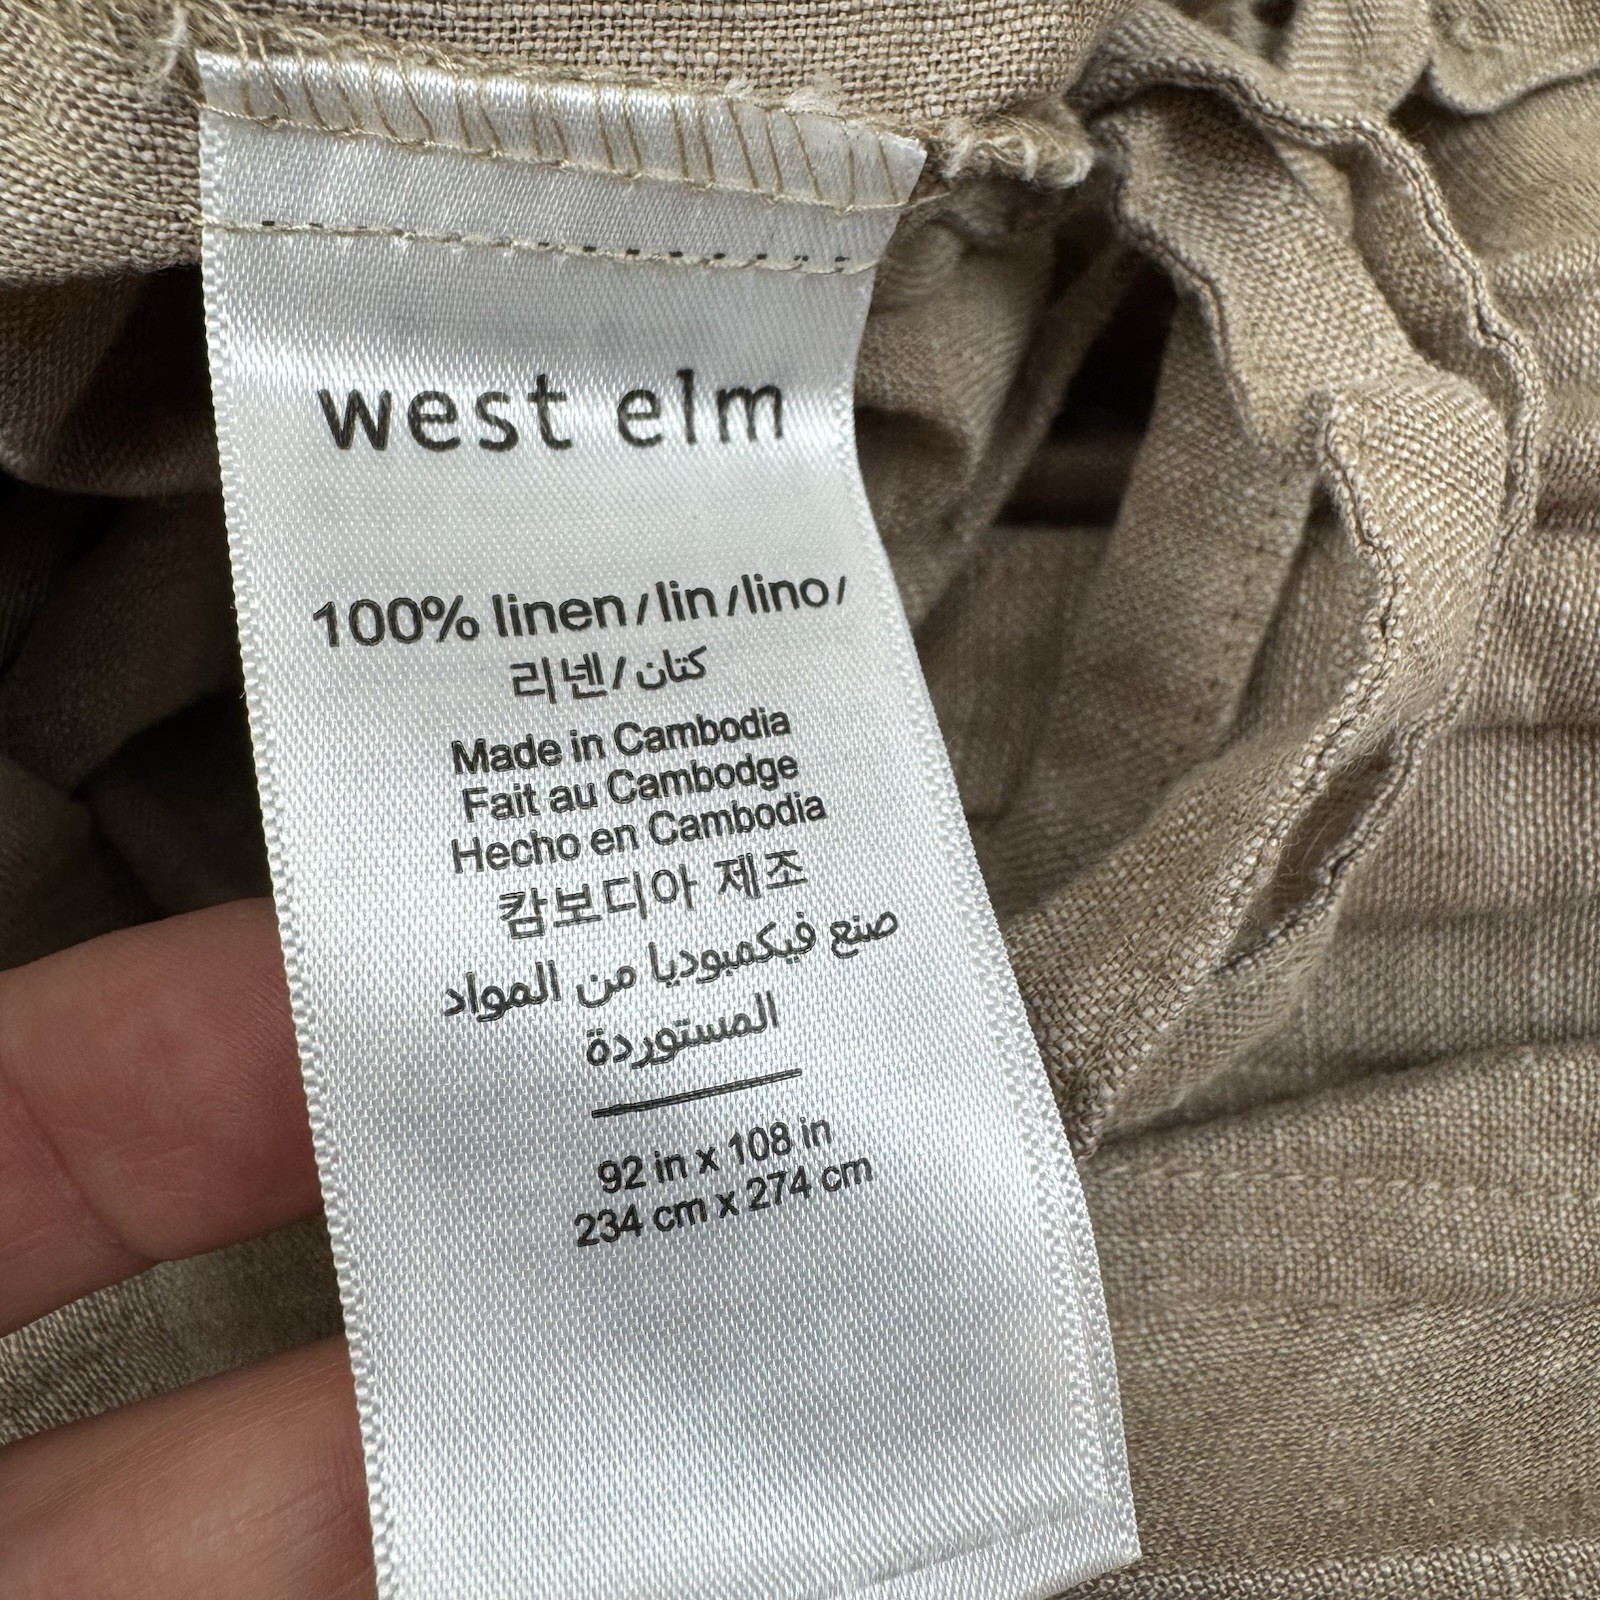 west elm
100% linen/lin/lino/
리넨/كتان
Made in Cambodia
Fait au Cambodge
Hecho en Cambodia
캄보디아 제조
صنع فيكمبوديا من المواد
المستوردة
92 in x 108 in
234 cm x 274 cm